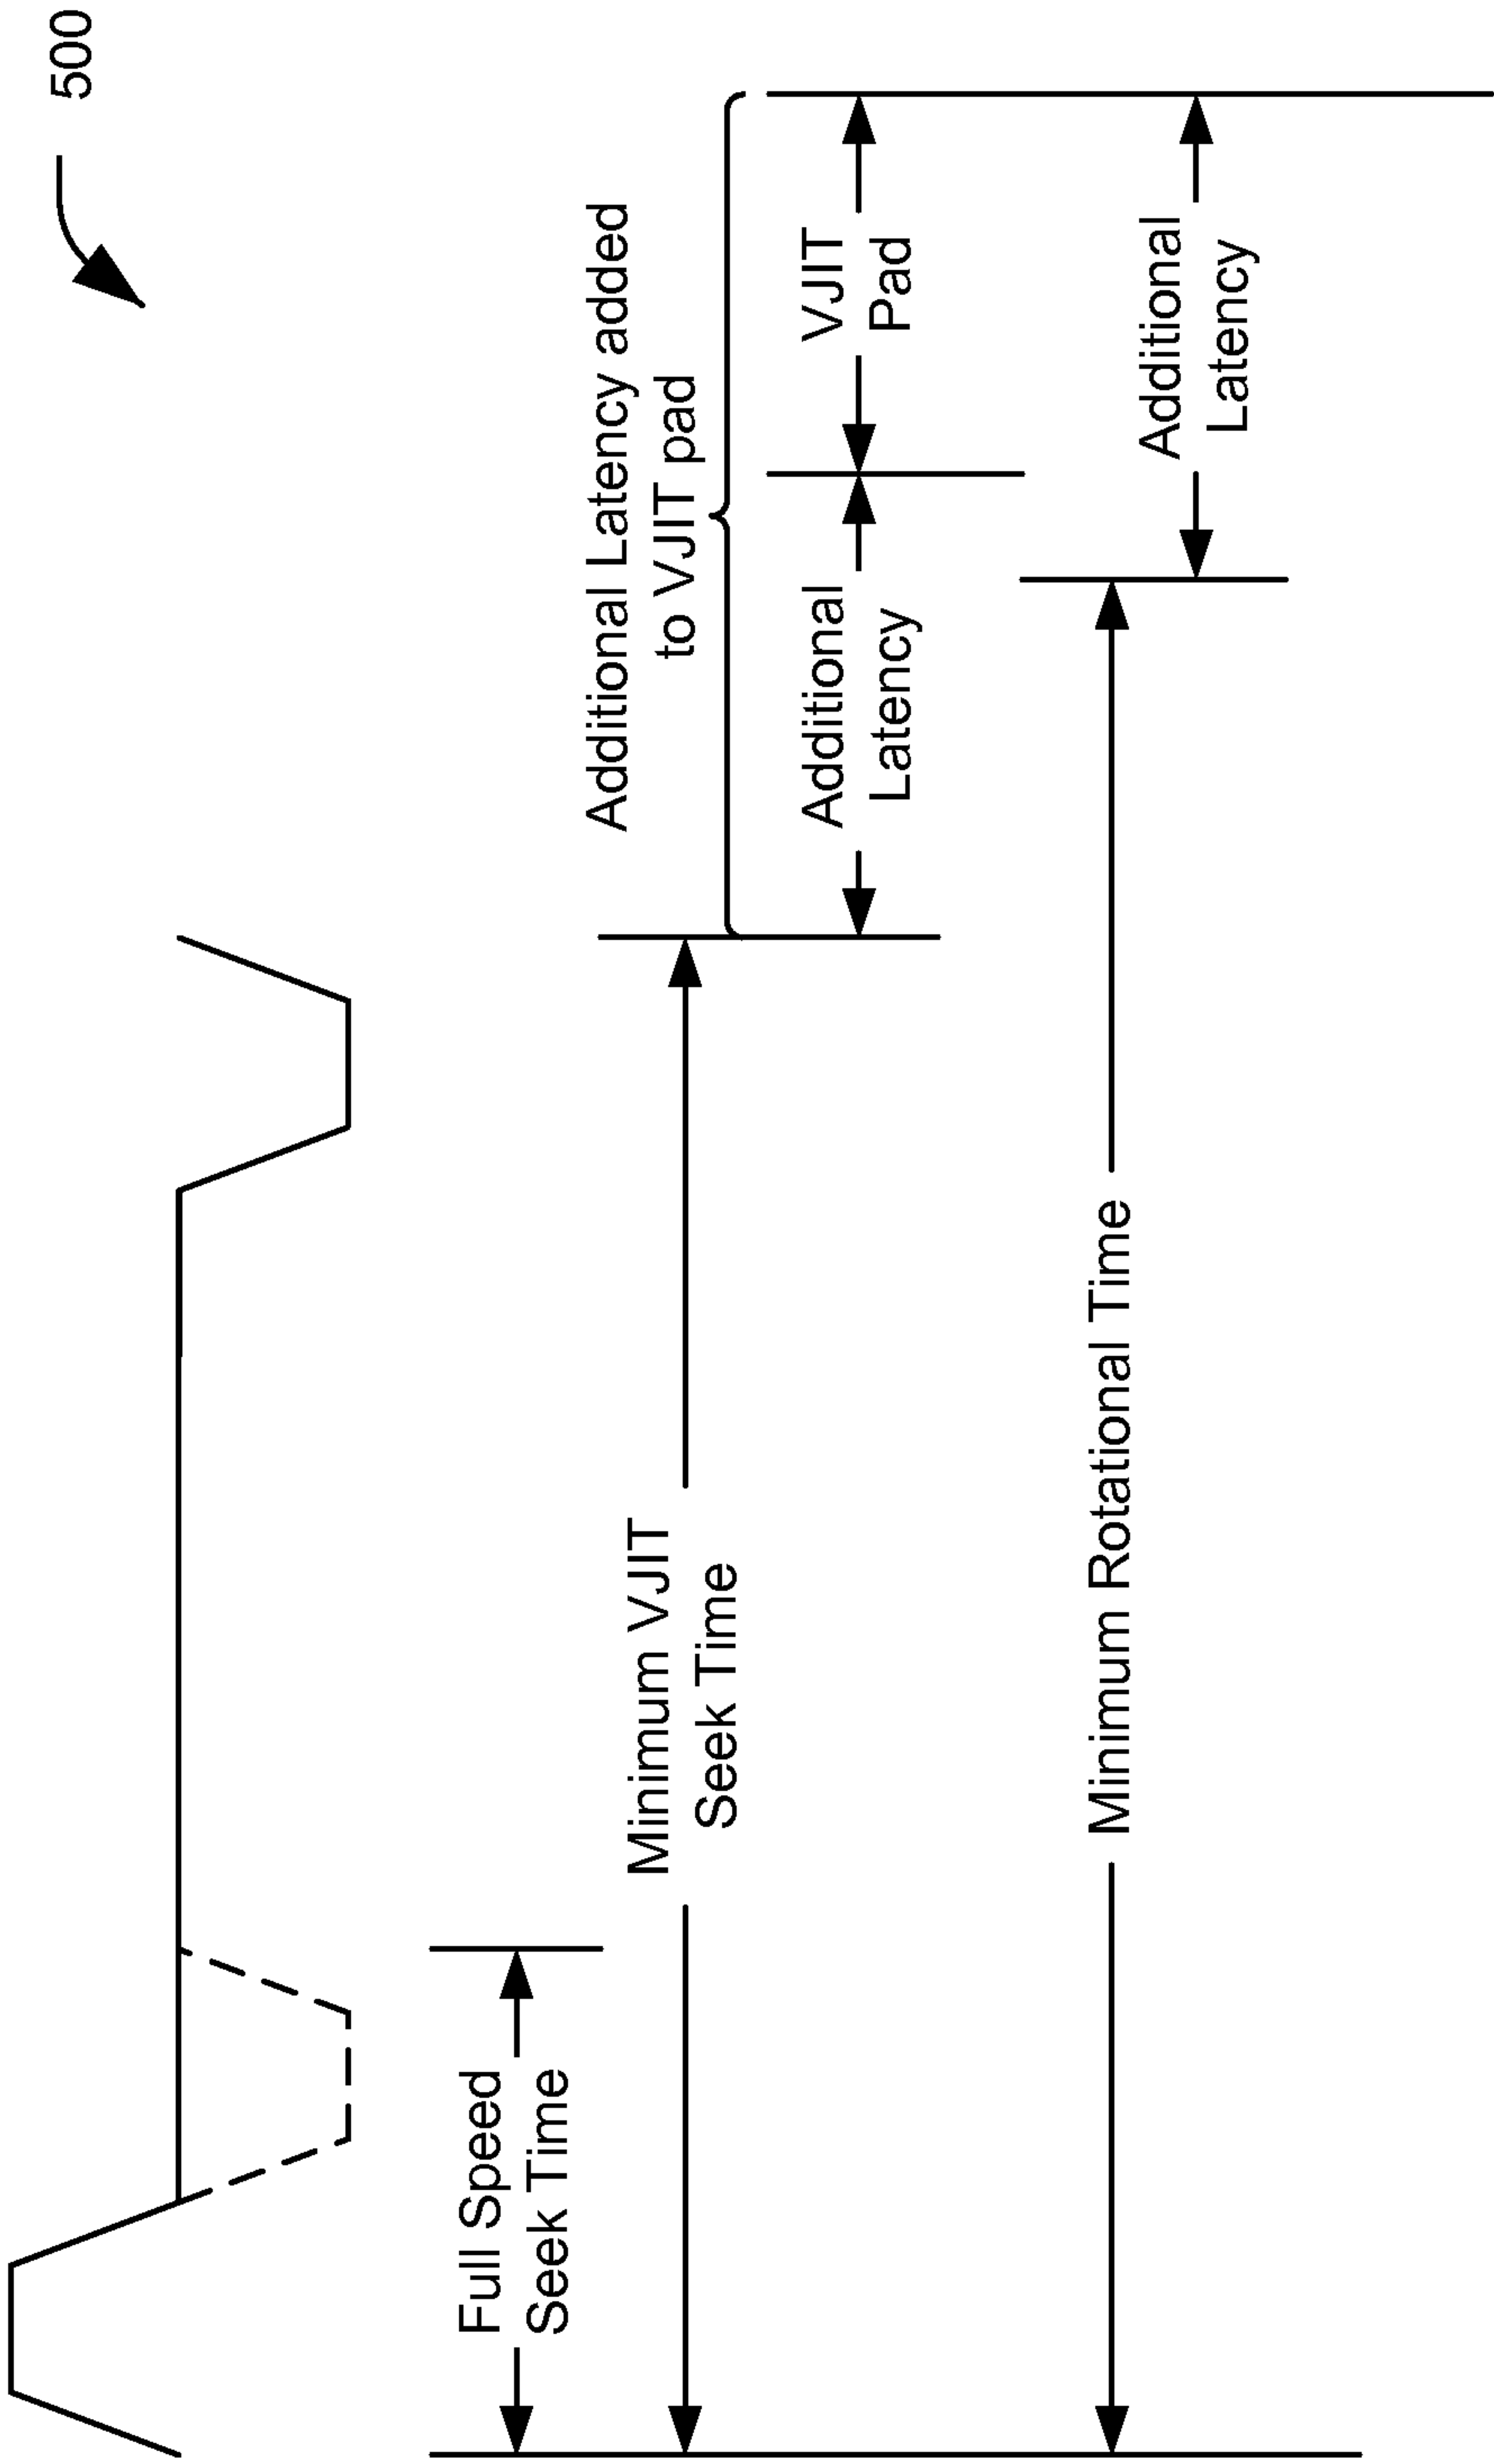 500
Full Speed
Seek Time
Minimum VJIT
Seek Time
Additional Latency added
to VJIT pad
Additional
Latency
VJIT
Pad
Minimum Rotational Time
Additional
Latency